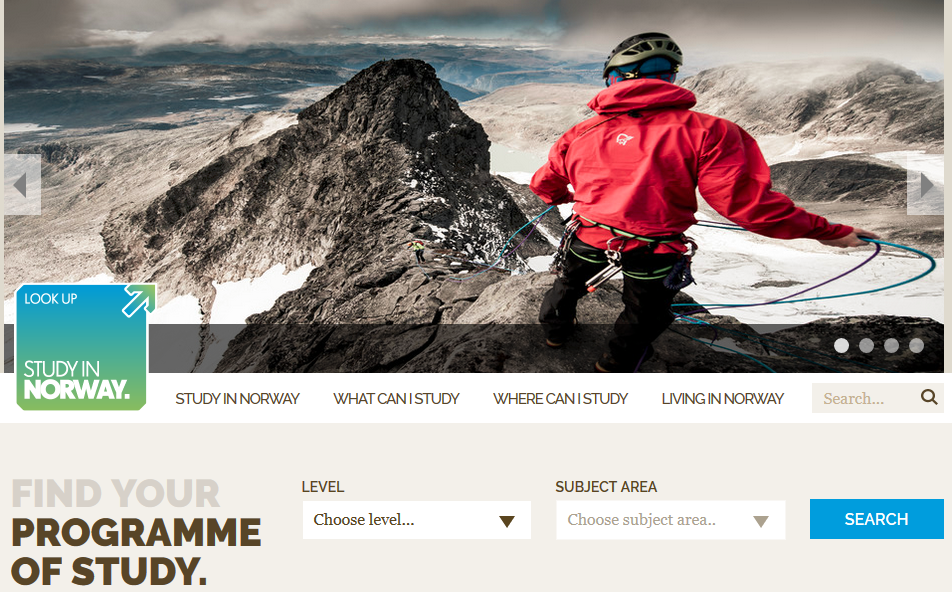 LOOK UP
STUDY IN
NORWAY.
STUDY IN NORWAY
WHAT CAN I STUDY
WHERE CAN I STUDY
LIVING IN NORWAY
Search...
FIND YOUR
PROGRAMME
OF STUDY.
LEVEL
Choose level...
SUBJECT AREA
Choose subject area..
SEARCH